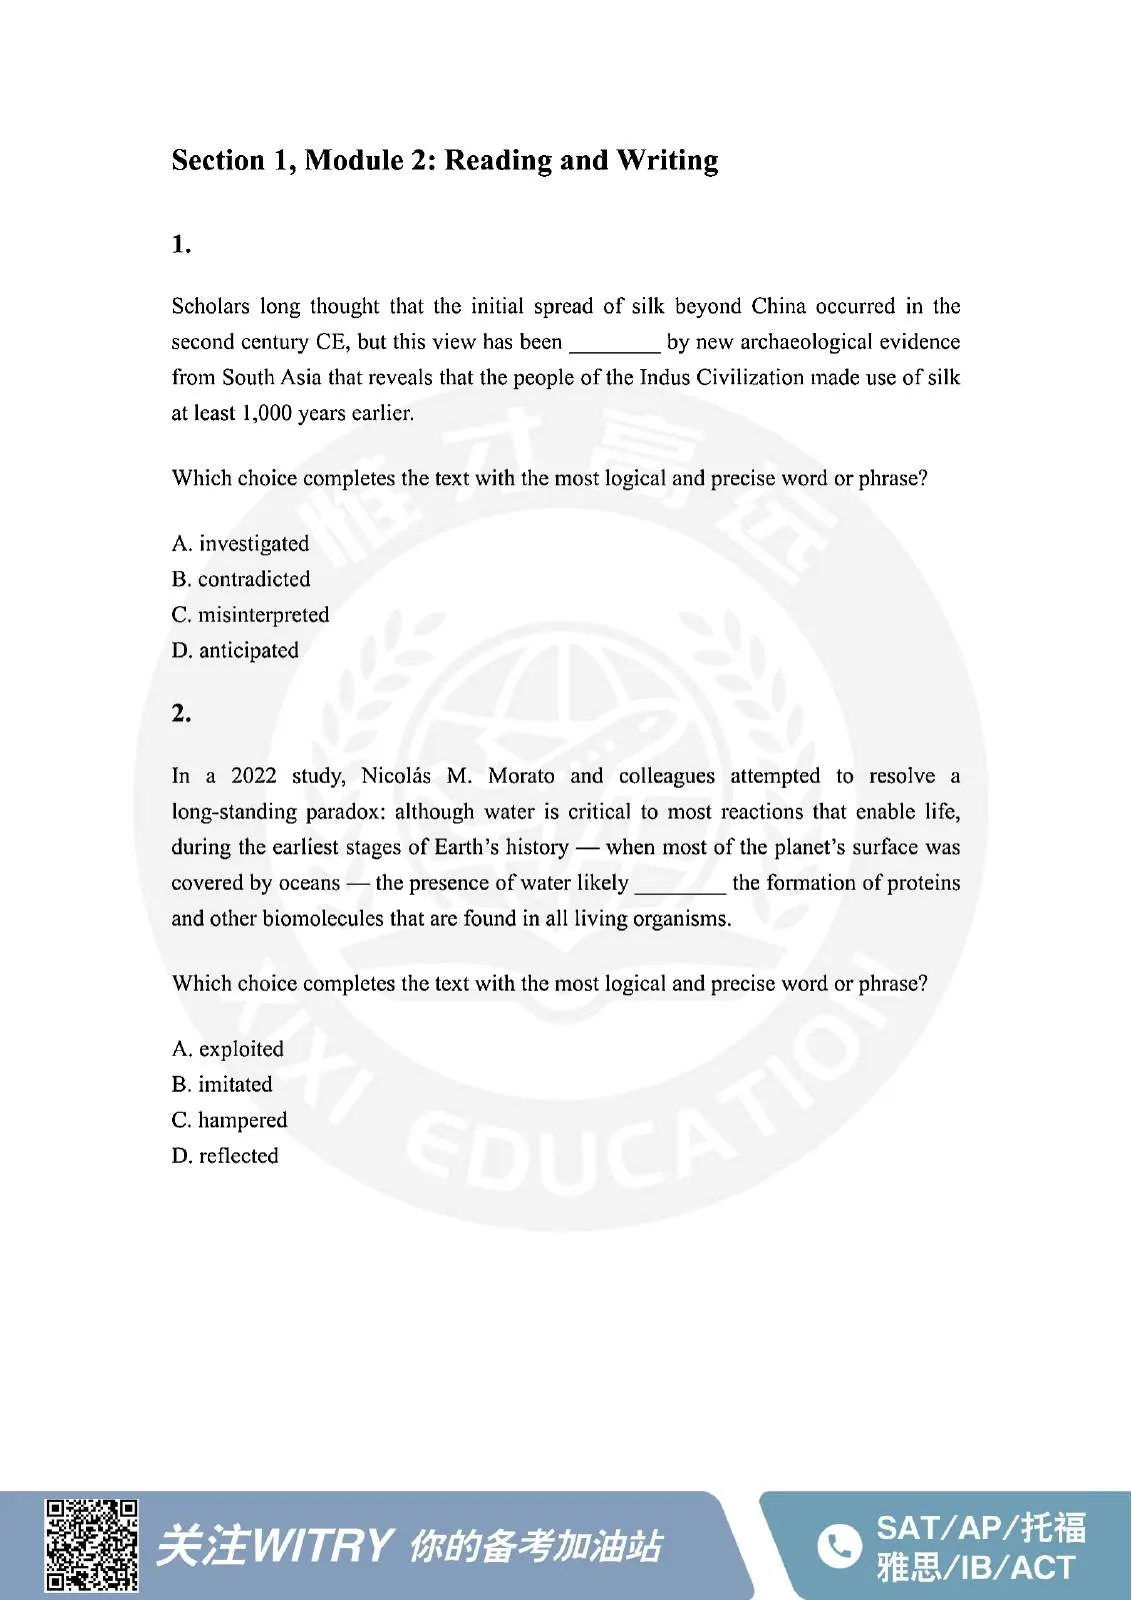 Section 1, Module 2: Reading and Writing
1.
Scholars long thought that the initial spread of silk beyond China occurred in the
second century CE, but this view has been ________ by new archaeological evidence
from South Asia that reveals that the people of the Indus Civilization made use of silk
at least 1,000 years earlier.
Which choice completes the text with the most logical and precise word or phrase?
A. investigated
B. contradicted
C. misinterpreted
D. anticipated
2.
In a 2022 study, Nicolás M. Morato and colleagues attempted to resolve a
long-standing paradox: although water is critical to most reactions that enable life,
during the earliest stages of Earth’s history — when most of the planet’s surface was
covered by oceans — the presence of water likely ________ the formation of proteins
and other biomolecules that are found in all living organisms.
Which choice completes the text with the most logical and precise word or phrase?
A. exploited
B. imitated
C. hampered
D. reflected
惟才高远
XIXI EDUCATION
关注WITRY 你的备考加油站
SAT/AP/托福
雅思/IB/ACT